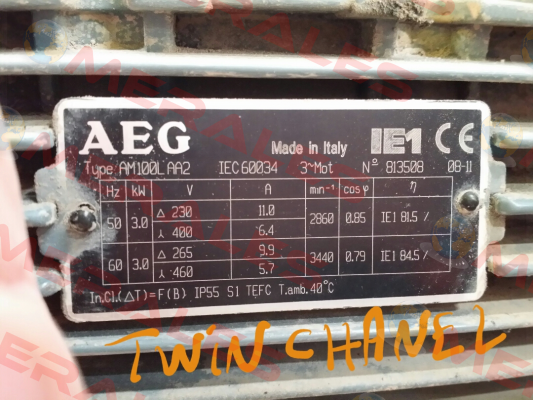 AEG Made in Italy IE1 CE
Type AM100L AA2 IEC 60034 3~Mot Nº 813508 08-11
Hz kW V A min⁻¹ cos φ η
50 3.0 Δ 230 11.0 2860 0.85 IE1 81.5 /
⅄ 400 6.4
60 3.0 Δ 265 9.9 3440 0.79 IE1 84.5 /
⅄ 460 5.7
In.Cl.(ΔT)=F(B) IP55 S1 TEFC T.amb. 40°C
TWIN CHANEL
MERALES